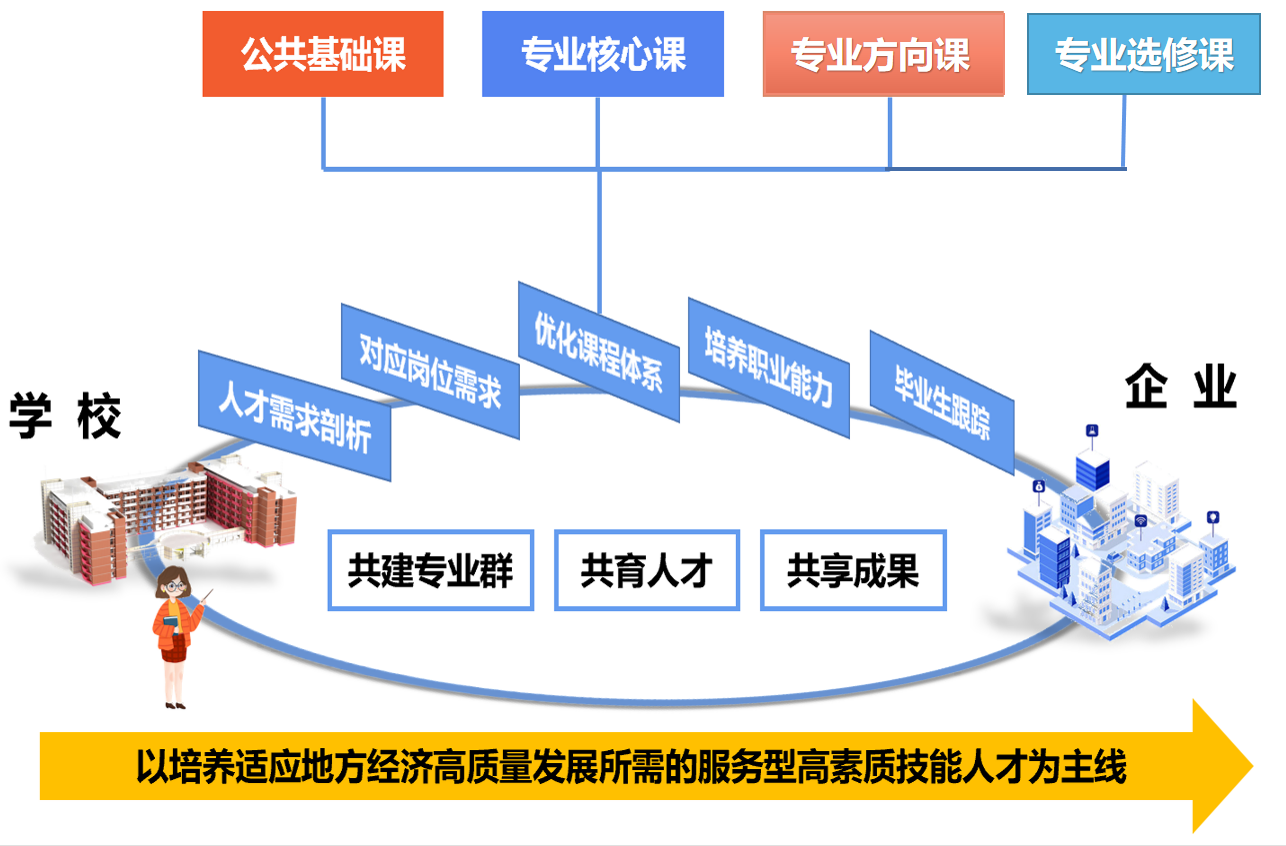 公共基础课
专业核心课
专业方向课
专业选修课
人才需求剖析
对应岗位需求
优化课程体系
培养职业能力
毕业生跟踪
学校
企业
共建专业群
共育人才
共享成果
以培养适应地方经济高质量发展所需的服务型高素质技能人才为主线